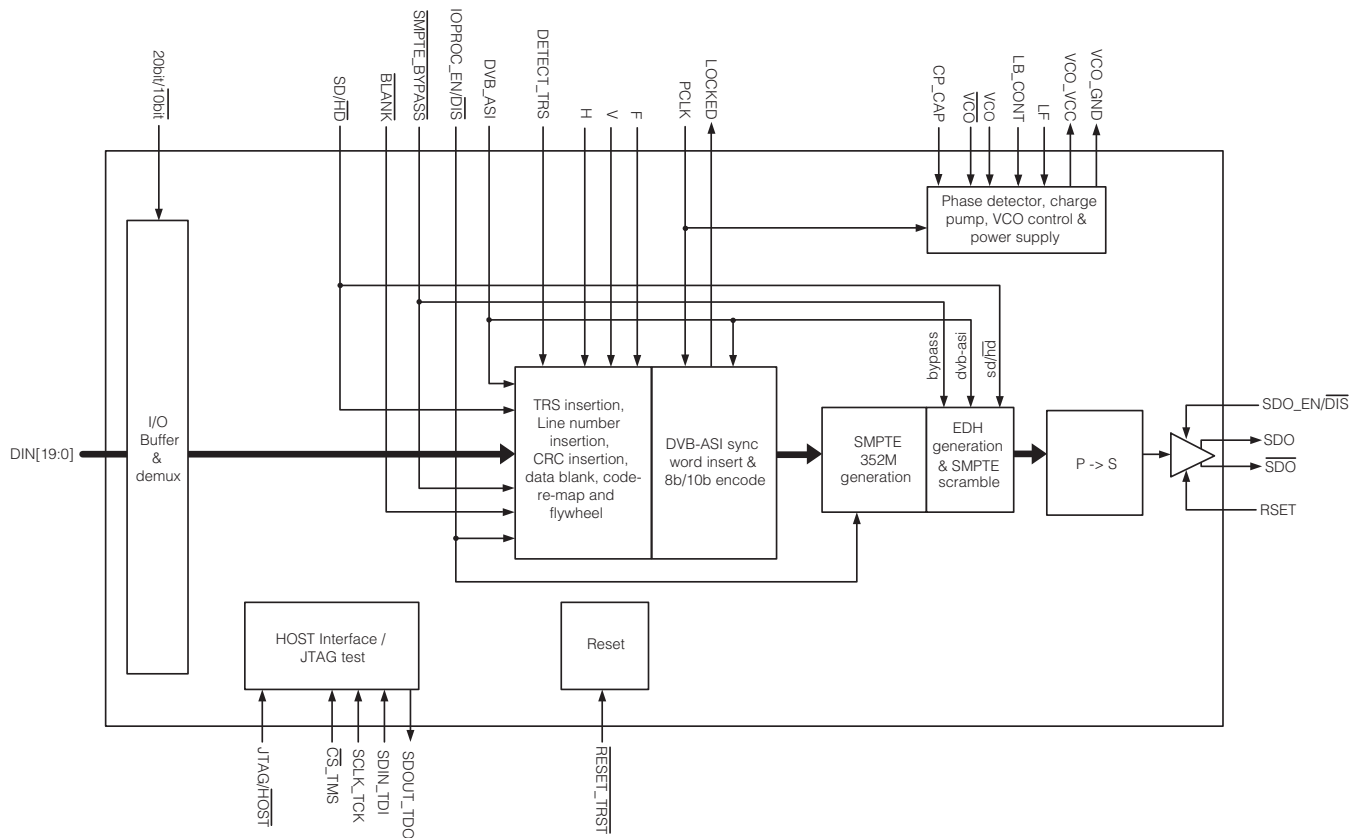 20bit/10bit
SD/HD
BLANK
SMPTE_BYPASS
IOPROC_EN/DIS
DVB_ASI
DETECT_TRS
H
V
F
PCLK
LOCKED
CP_CAP
VCO
VCO
LB_CONT
LF
VCO_VCC
VCO_GND
Phase detector, charge
pump, VCO control &
power supply
bypass
dvb-asi
sd/hd
I/O
Buffer
&
demux
DIN[19:0]
TRS insertion,
Line number
insertion,
CRC insertion,
data blank, code-
re-map and
flywheel
DVB-ASI sync
word insert &
8b/10b encode
SMPTE
352M
generation
EDH
generation
& SMPTE
scramble
P -> S
SDO_EN/DIS
SDO
SDO
RSET
HOST Interface /
JTAG test
Reset
JTAG/HOST
CS_TMS
SCLK_TCK
SDIN_TDI
SDOUT_TDO
RESET_TRST